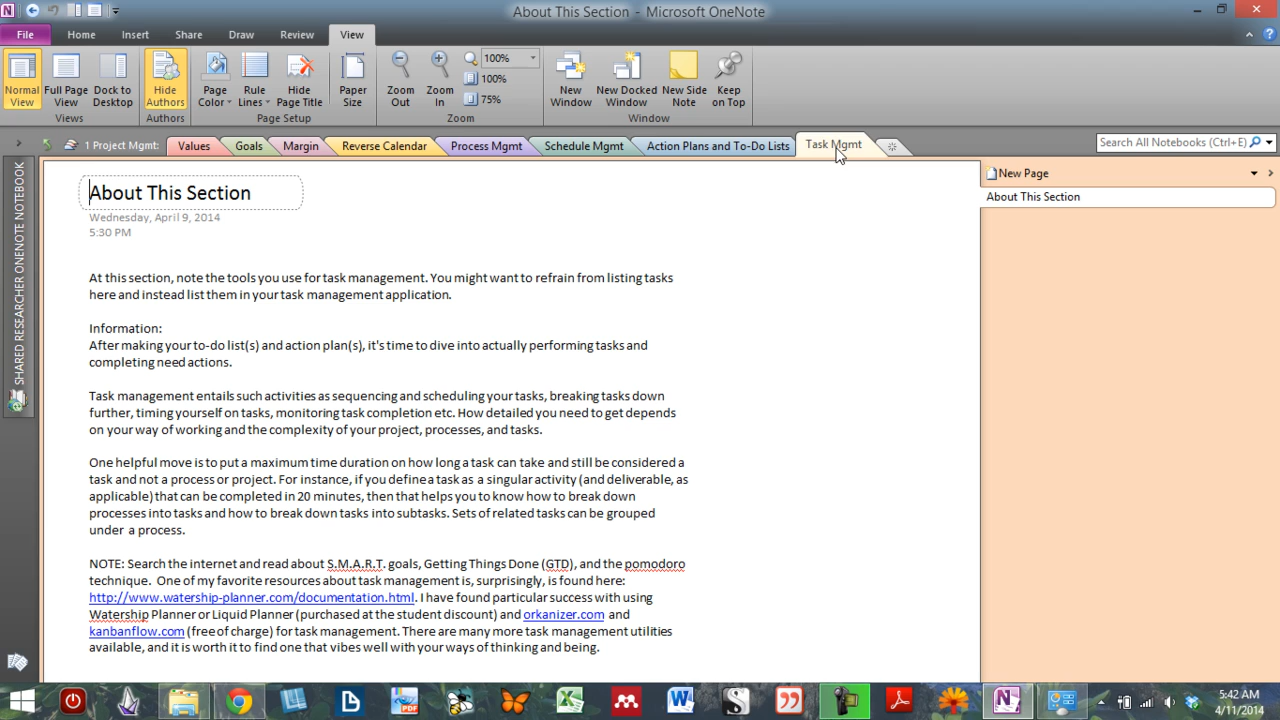 About This Section - Microsoft OneNote
File Home Insert Share Draw Review View
Normal View
Full Page View
Dock to Desktop
Hide Authors
Page Color
Rule Lines
Hide Page Title
Paper Size
Zoom Out
Zoom In
100%
100%
75%
New Window
New Docked Window
New Side Note
Keep on Top
Views Authors Page Setup Zoom Window
1 Project Mgmt: Values Goals Margin Reverse Calendar Process Mgmt Schedule Mgmt Action Plans and To-Do Lists Task Mgmt
Search All Notebooks (Ctrl+E)
SHARED RESEARCHER ONENOTE NOTEBOOK
New Page
About This Section
About This Section
Wednesday, April 9, 2014
5:30 PM
At this section, note the tools you use for task management. You might want to refrain from listing tasks
here and instead list them in your task management application.
Information:
After making your to-do list(s) and action plan(s), it's time to dive into actually performing tasks and
completing need actions.
Task management entails such activities as sequencing and scheduling your tasks, breaking tasks down
further, timing yourself on tasks, monitoring task completion etc. How detailed you need to get depends
on your way of working and the complexity of your project, processes, and tasks.
One helpful move is to put a maximum time duration on how long a task can take and still be considered a
task and not a process or project. For instance, if you define a task as a singular activity (and deliverable, as
applicable) that can be completed in 20 minutes, then that helps you to know how to break down
processes into tasks and how to break down tasks into subtasks. Sets of related tasks can be grouped
under a process.
NOTE: Search the internet and read about S.M.A.R.T. goals, Getting Things Done (GTD), and the pomodoro
technique.  One of my favorite resources about task management is, surprisingly, is found here:
http://www.watership-planner.com/documentation.html. I have found particular success with using
Watership Planner or Liquid Planner (purchased at the student discount) and orkanizer.com and
kanbanflow.com (free of charge) for task management. There are many more task management utilities
available, and it is worth it to find one that vibes well with your ways of thinking and being.
5:42 AM
4/11/2014